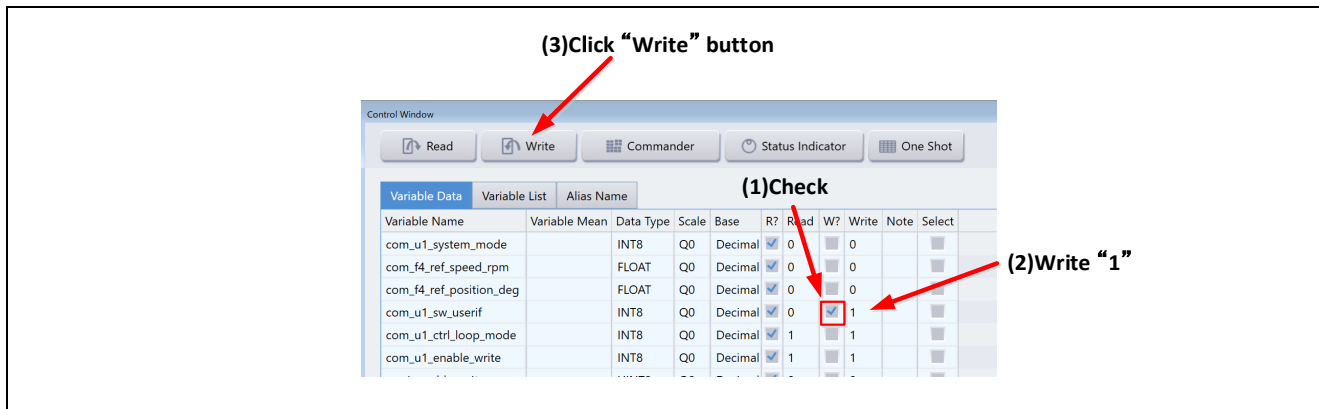 (3)Click “Write” button
Control Window
Read Write Commander Status Indicator One Shot
(1)Check
Variable Data Variable List Alias Name
Variable Name Variable Mean Data Type Scale Base R? Read W? Write Note Select
com_u1_system_mode INT8 Q0 Decimal 0 0
com_f4_ref_speed_rpm FLOAT Q0 Decimal 0 0
(2)Write “1”
com_f4_ref_position_deg FLOAT Q0 Decimal 0 0
com_u1_sw_userif INT8 Q0 Decimal 0 1
com_u1_ctrl_loop_mode INT8 Q0 Decimal 1 1
com_u1_enable_write INT8 Q0 Decimal 1 1